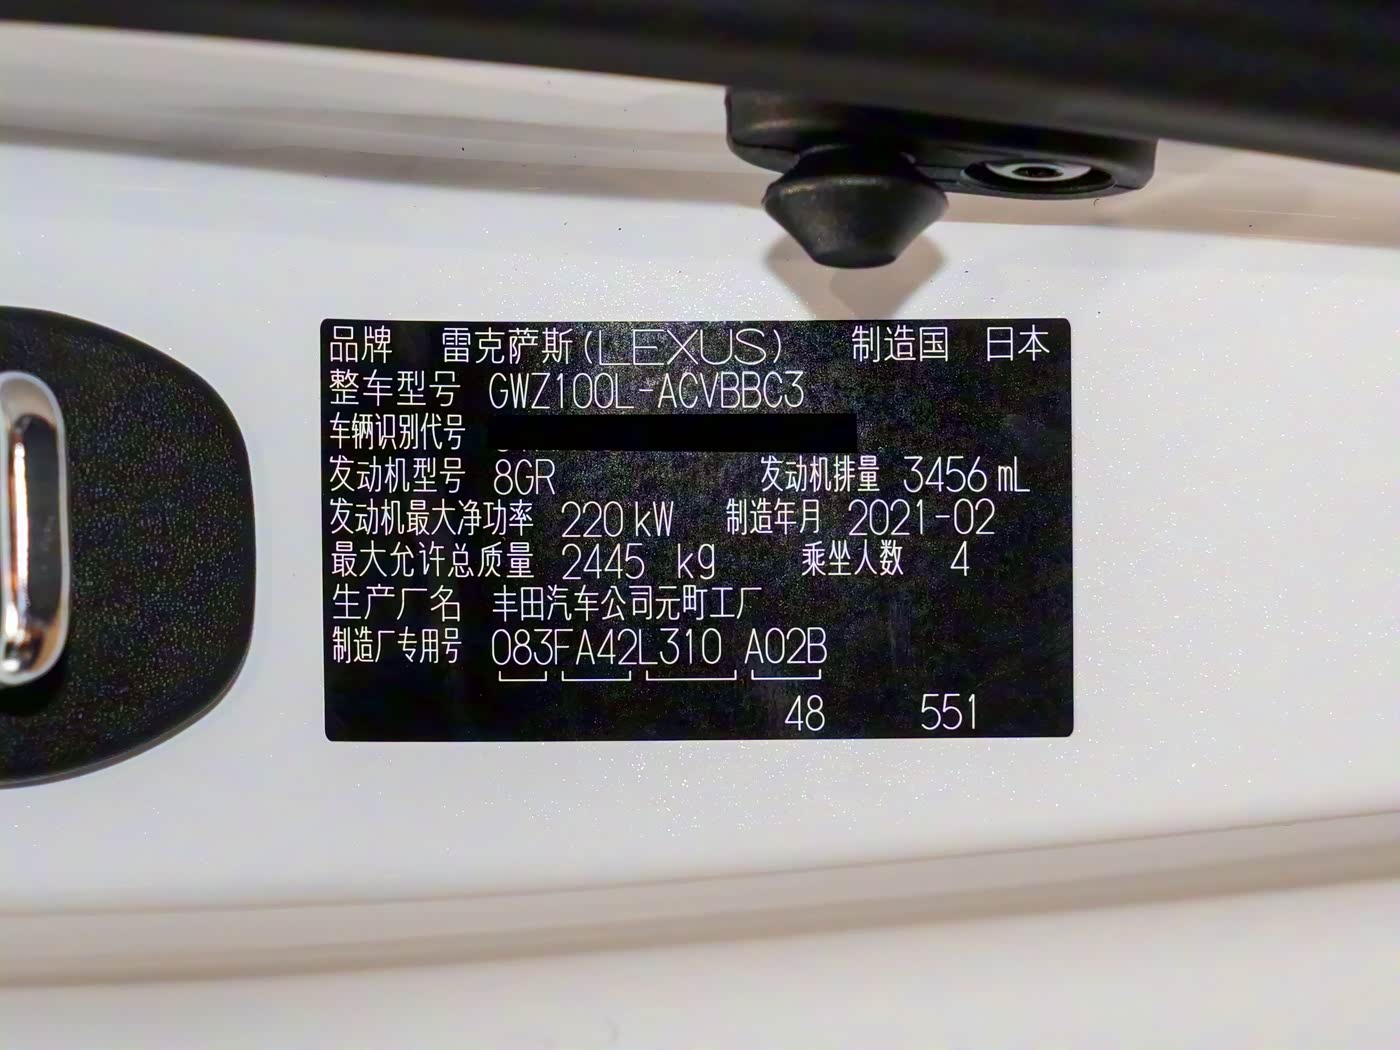 品牌 雷克萨斯(LEXUS) 制造国 日本
整车型号 GWZ100L-ACVBBC3
车辆识别代号
发动机型号 8GR 发动机排量 3456 mL
发动机最大净功率 220 kW 制造年月 2021-02
最大允许总质量 2445 kg 乘坐人数 4
生产厂名 丰田汽车公司元町工厂
制造厂专用号 083FA42L310 A02B
48 551